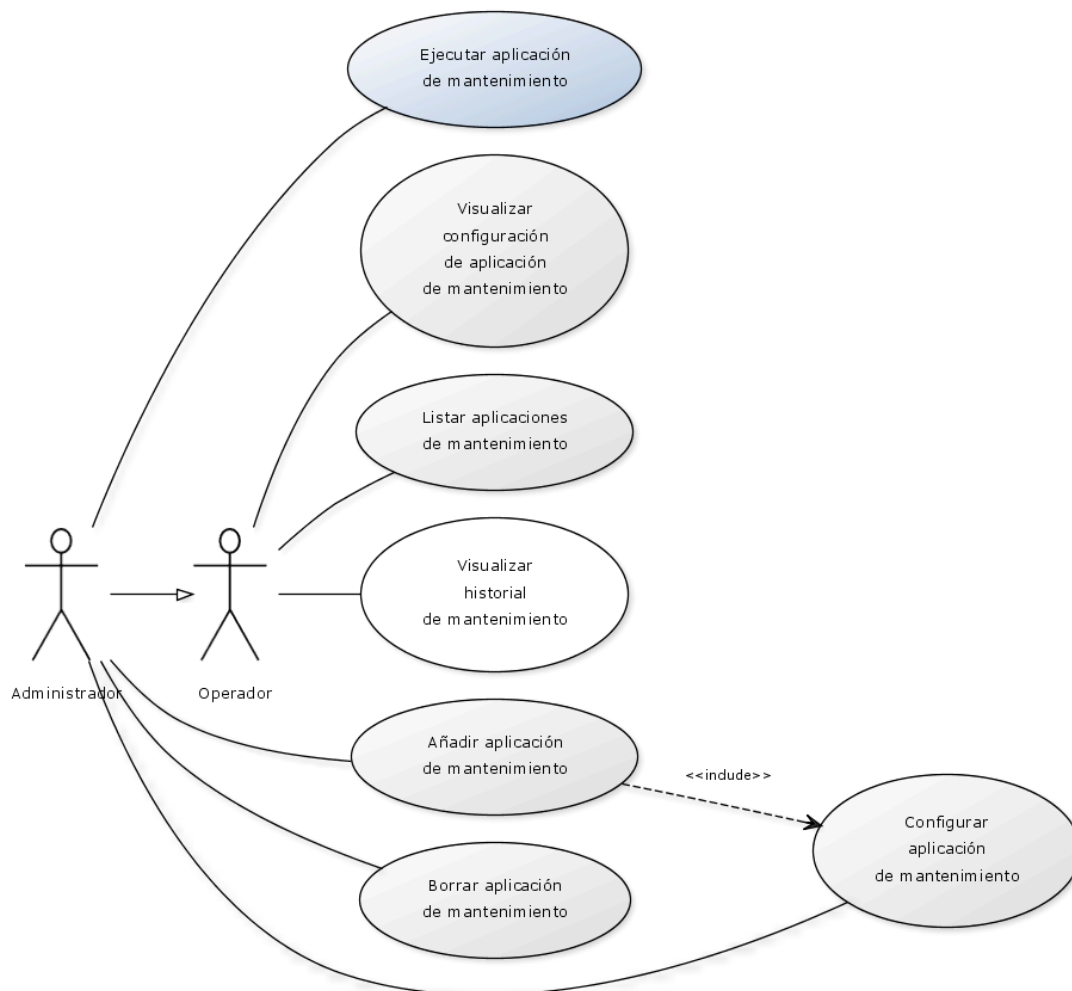 Ejecutar aplicación
de mantenimiento
Visualizar
configuración
de aplicación
de mantenimiento
Listar aplicaciones
de mantenimiento
Visualizar
historial
de mantenimiento
Administrador
Operador
Añadir aplicación
de mantenimiento
<<include>>
Configurar
aplicación
de mantenimiento
Borrar aplicación
de mantenimiento